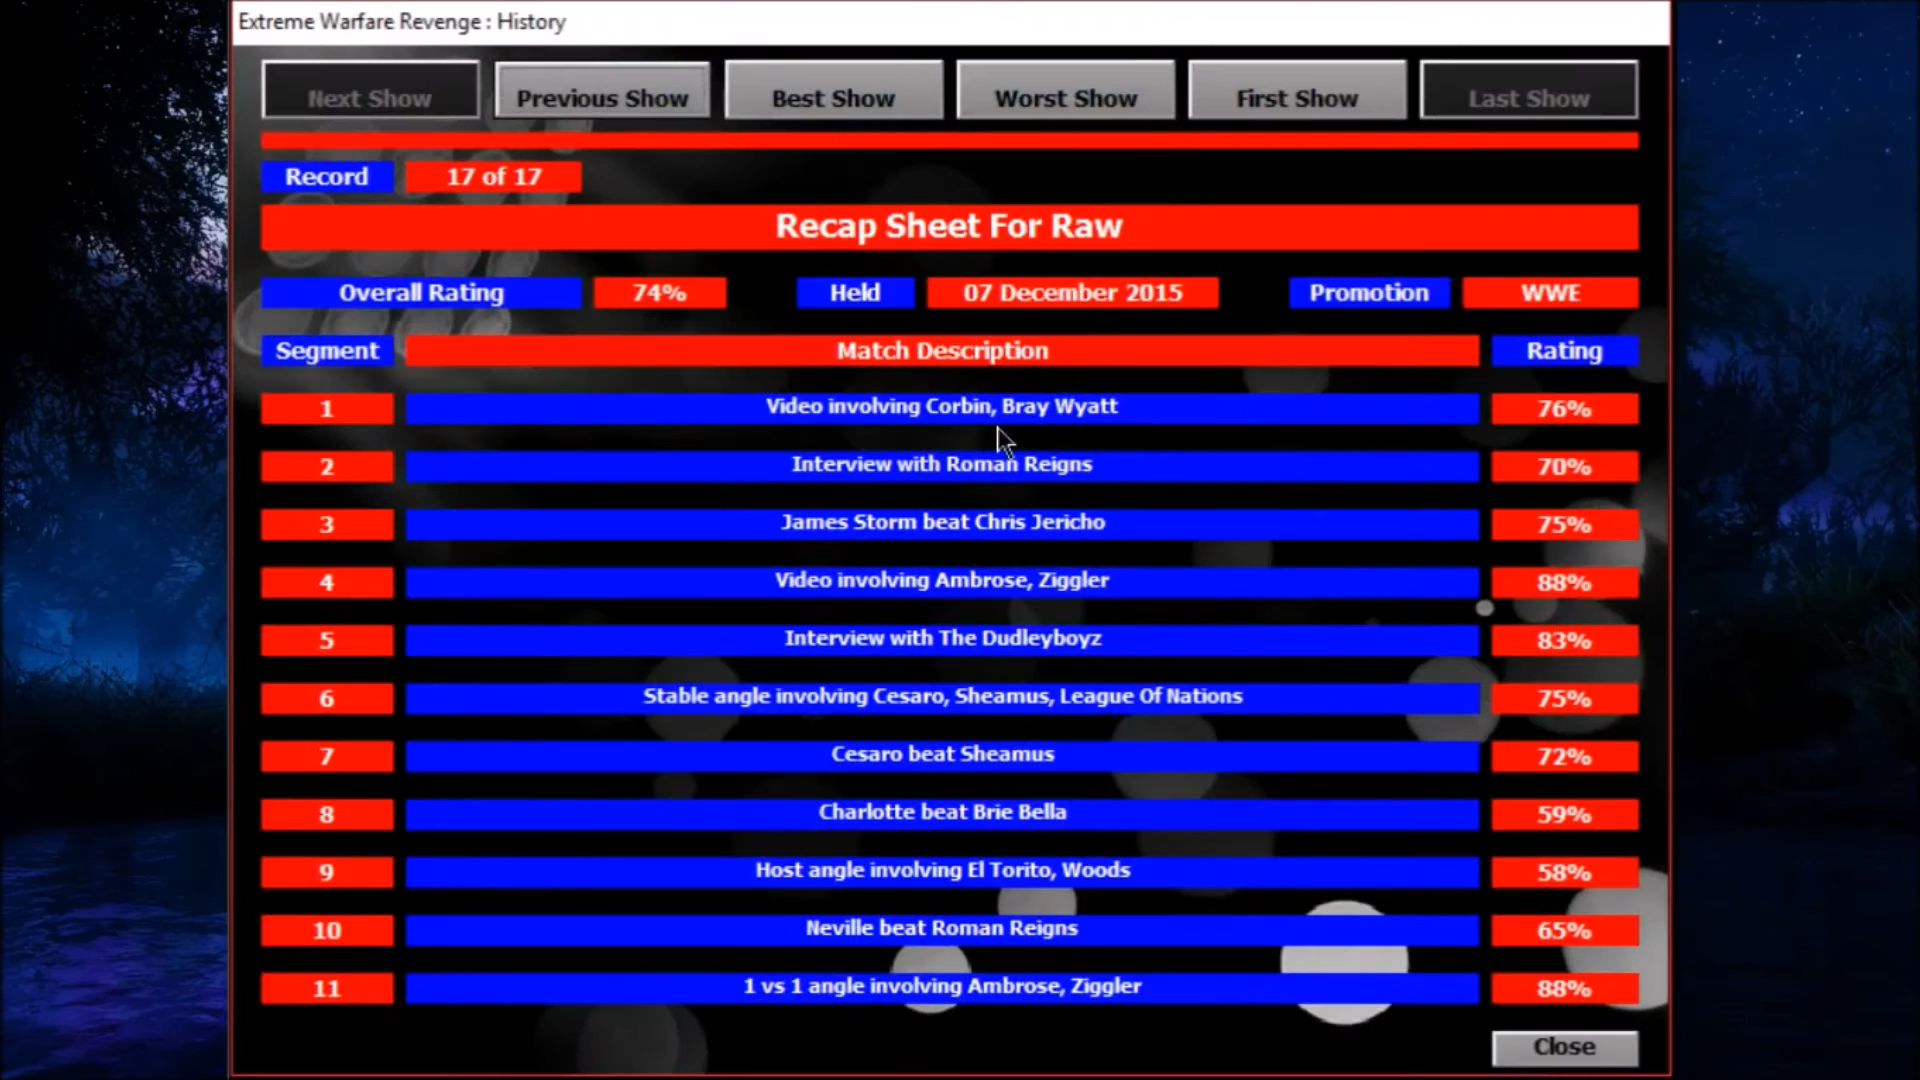 Extreme Warfare Revenge : History
Next Show Previous Show Best Show Worst Show First Show Last Show
Record 17 of 17
Recap Sheet For Raw
Overall Rating 74% Held 07 December 2015 Promotion WWE
Segment Match Description Rating
1 Video involving Corbin, Bray Wyatt 76%
2 Interview with Roman Reigns 70%
3 James Storm beat Chris Jericho 75%
4 Video involving Ambrose, Ziggler 88%
5 Interview with The Dudleyboyz 83%
6 Stable angle involving Cesaro, Sheamus, League Of Nations 75%
7 Cesaro beat Sheamus 72%
8 Charlotte beat Brie Bella 59%
9 Host angle involving El Torito, Woods 58%
10 Neville beat Roman Reigns 65%
11 1 vs 1 angle involving Ambrose, Ziggler 88%
Close